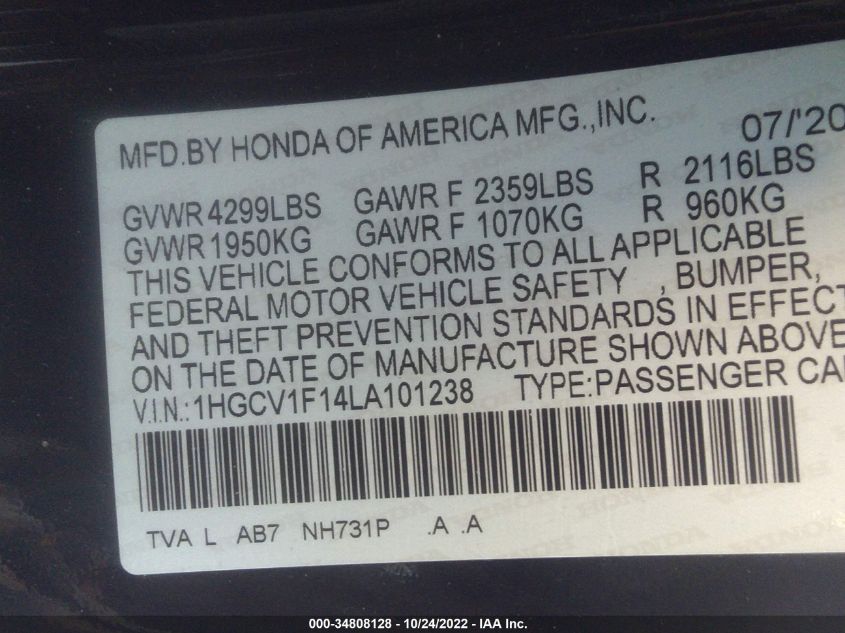 MFD.BY HONDA OF AMERICA MFG.,INC. 07/'20
GVWR 4299LBS GAWR F 2359LBS R 2116LBS
GVWR 1950KG GAWR F 1070KG R 960KG
THIS VEHICLE CONFORMS TO ALL APPLICABLE
FEDERAL MOTOR VEHICLE SAFETY , BUMPER,
AND THEFT PREVENTION STANDARDS IN EFFECT
ON THE DATE OF MANUFACTURE SHOWN ABOVE
V.I.N.: 1HGCV1F14LA101238 TYPE:PASSENGER CA
TVA L AB7 NH731P .A .A
000-34808128 - 10/24/2022 - IAA Inc.